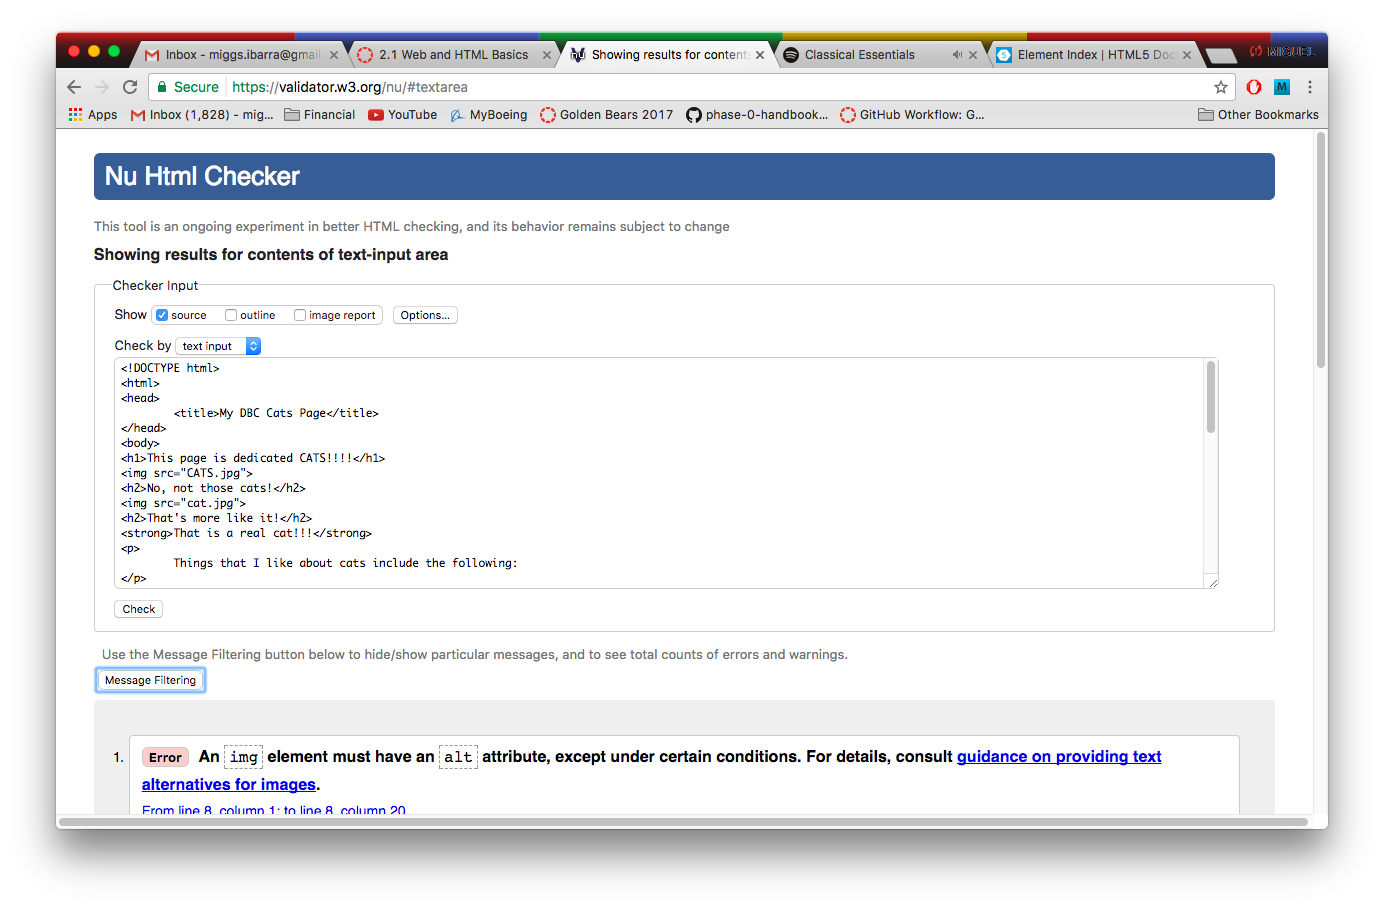 Inbox - miggs.ibarra@gmail
2.1 Web and HTML Basics
Showing results for contents
Classical Essentials
Element Index | HTML5 Doc
MIGUEL
Secure https://validator.w3.org/nu/#textarea
Apps
Inbox (1,828) - mig...
Financial
YouTube
MyBoeing
Golden Bears 2017
phase-0-handbook...
GitHub Workflow: G...
Other Bookmarks
Nu Html Checker
This tool is an ongoing experiment in better HTML checking, and its behavior remains subject to change
Showing results for contents of text-input area
Checker Input
Show source outline image report Options...
Check by text input
<!DOCTYPE html>
<html>
<head>
<title>My DBC Cats Page</title>
</head>
<body>
<h1>This page is dedicated CATS!!!!</h1>
<img src="CATS.jpg">
<h2>No, not those cats!</h2>
<img src="cat.jpg">
<h2>That's more like it!</h2>
<strong>That is a real cat!!!</strong>
<p>
Things that I like about cats include the following:
</p>
Check
Use the Message Filtering button below to hide/show particular messages, and to see total counts of errors and warnings.
Message Filtering
1. Error An img element must have an alt attribute, except under certain conditions. For details, consult guidance on providing text
alternatives for images.
From line 8, column 1; to line 8, column 20